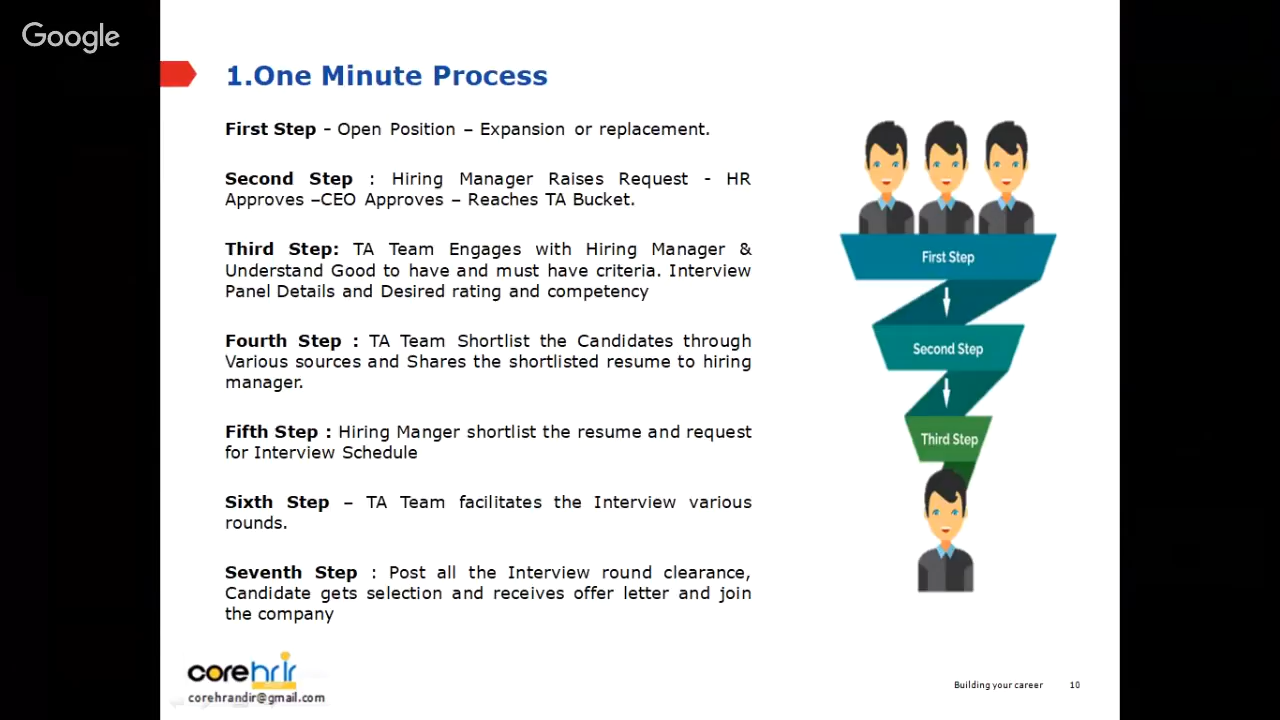 Google
1.One Minute Process
First Step - Open Position – Expansion or replacement.
Second Step : Hiring Manager Raises Request - HR
Approves –CEO Approves – Reaches TA Bucket.
Third Step: TA Team Engages with Hiring Manager &
Understand Good to have and must have criteria. Interview
Panel Details and Desired rating and competency
Fourth Step : TA Team Shortlist the Candidates through
Various sources and Shares the shortlisted resume to hiring
manager.
Fifth Step : Hiring Manger shortlist the resume and request
for Interview Schedule
Sixth Step – TA Team facilitates the Interview various
rounds.
Seventh Step : Post all the Interview round clearance,
Candidate gets selection and receives offer letter and join
the company
First Step
Second Step
Third Step
corehrir
corehrandir@gmail.com
Building your career 10